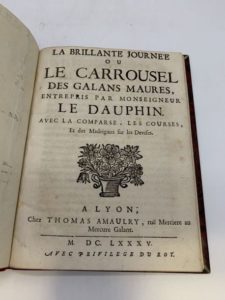 LA BRILLANTE JOURNÉE
OU
LE CARROUSEL
DES GALANS MAURES,
ENTREPRIS PAR MONSEIGNEUR
LE DAUPHIN.
AVEC LA COMPARSE, LES COURSES,
Et des Madrigaux sur les Devises.
A LYON,
Chez THOMAS AMAULRY, ruë Merciere au
Mercure Galant.
M. DC. LXXXV.
AVEC PRIVILEGE DU ROY.